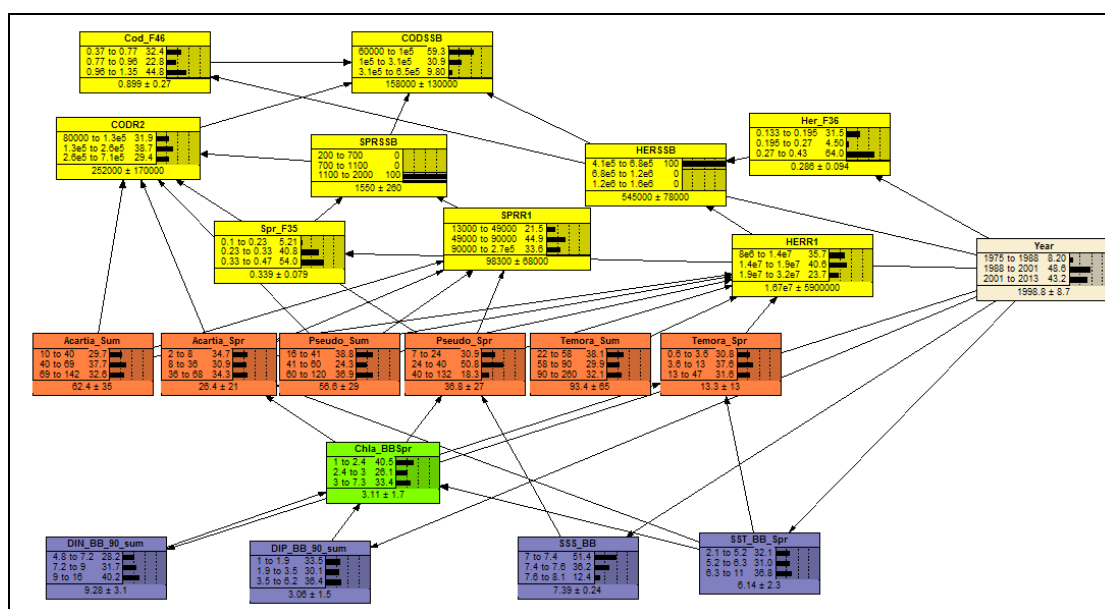 Cod_F46
0.37 to 0.77 32.4
0.77 to 0.96 22.8
0.96 to 1.35 44.8
0.899 ± 0.27
CODSSB
60000 to 1e5 59.3
1e5 to 3.1e5 30.9
3.1e5 to 6.5e5 9.80
158000 ± 130000
CODR2
80000 to 1.3e5 31.9
1.3e5 to 2.6e5 38.7
2.6e5 to 7.1e5 29.4
252000 ± 170000
SPRSSB
200 to 700 0
700 to 1100 0
1100 to 2000 100
1550 ± 260
HERSSB
4.1e5 to 6.8e5 100
6.8e5 to 1.2e6 0
1.2e6 to 1.6e6 0
545000 ± 78000
Her_F36
0.133 to 0.195 31.5
0.195 to 0.27 4.50
0.27 to 0.43 64.0
0.286 ± 0.094
Spr_F35
0.1 to 0.23 5.21
0.23 to 0.33 40.8
0.33 to 0.47 54.0
0.339 ± 0.079
SPRR1
13000 to 49000 21.5
49000 to 90000 44.9
90000 to 2.7e5 33.6
98300 ± 68000
HERR1
8e6 to 1.4e7 35.7
1.4e7 to 1.9e7 40.6
1.9e7 to 3.2e7 23.7
1.67e7 ± 5900000
Year
1975 to 1988 8.20
1988 to 2001 48.6
2001 to 2013 43.2
1998.8 ± 8.7
Acartia_Sum
10 to 40 29.7
40 to 69 37.7
69 to 142 32.6
62.4 ± 35
Acartia_Spr
2 to 8 34.7
8 to 36 30.9
36 to 68 34.3
26.4 ± 21
Pseudo_Sum
16 to 41 38.8
41 to 60 24.3
60 to 120 36.9
56.6 ± 29
Pseudo_Spr
7 to 24 30.9
24 to 40 50.8
40 to 132 18.3
36.8 ± 27
Temora_Sum
22 to 58 38.1
58 to 90 29.9
90 to 260 32.1
93.4 ± 65
Temora_Spr
0.6 to 3.6 30.8
3.6 to 13 37.6
13 to 47 31.6
13.3 ± 13
Chla_BBSpr
1 to 2.4 40.5
2.4 to 3 26.1
3 to 7.3 33.4
3.11 ± 1.7
DIN_BB_90_sum
4.8 to 7.2 28.2
7.2 to 9 31.7
9 to 16 40.2
9.28 ± 3.1
DIP_BB_90_sum
1 to 1.9 33.5
1.9 to 3.5 30.1
3.5 to 6.2 36.4
3.06 ± 1.5
SSS_BB
7 to 7.4 51.4
7.4 to 7.6 36.2
7.6 to 8.1 12.4
7.39 ± 0.24
SST_BB_Spr
2.1 to 5.2 32.1
5.2 to 6.3 31.0
6.3 to 11 36.8
6.14 ± 2.3